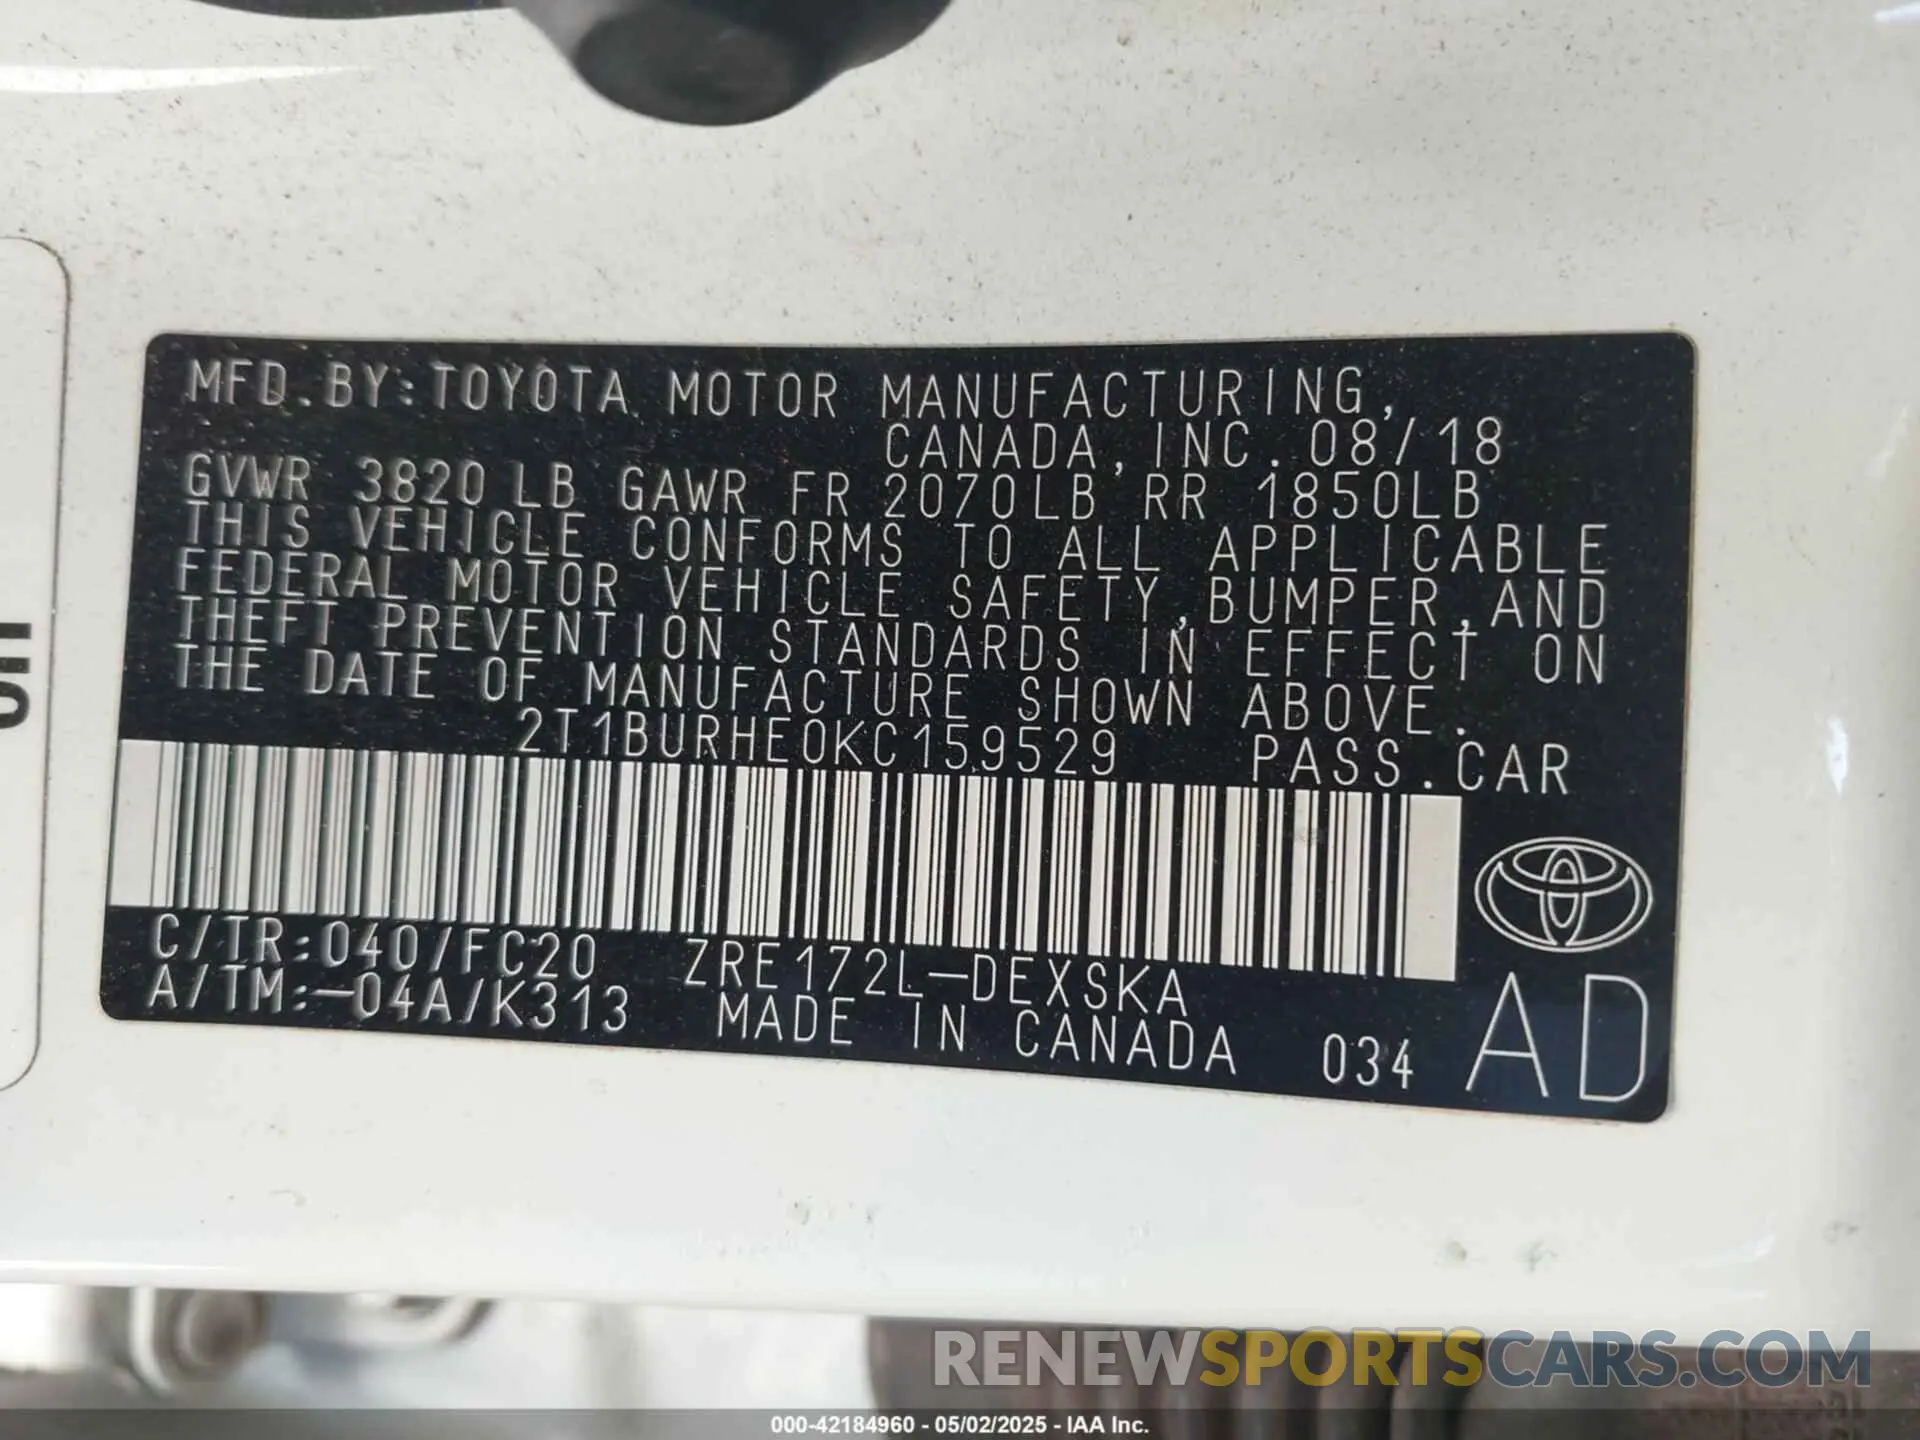 MFD.BY:TOYOTA MOTOR MANUFACTURING,
CANADA,INC. 08/18
GVWR 3820LB GAWR FR 2070LB RR 1850LB
THIS VEHICLE CONFORMS TO ALL APPLICABLE
FEDERAL MOTOR VEHICLE SAFETY,BUMPER,AND
THEFT PREVENTION STANDARDS IN EFFECT ON
THE DATE OF MANUFACTURE SHOWN ABOVE.
2T1BURHE0KC159529 PASS.CAR
C/TR:040/FC20 ZRE172L-DEXSKA
A/TM:-04A/K313 MADE IN CANADA 034 AD
RENEWSPORTSCARS.COM
000-42184960 - 05/02/2025 - IAA Inc.